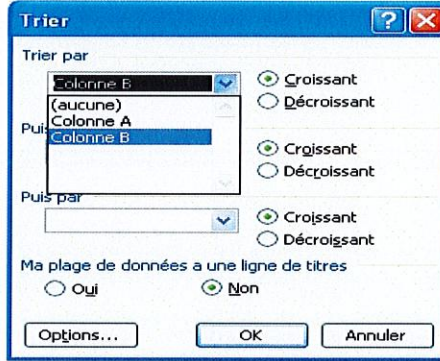 Trier
Trier par
Colonne B
Croissant
Décroissant
(aucune)
Colonne A
Colonne B
Pui
Croissant
Décroissant
Puis par
Croissant
Décroissant
Ma plage de données a une ligne de titres
Oui Non
Options... OK Annuler